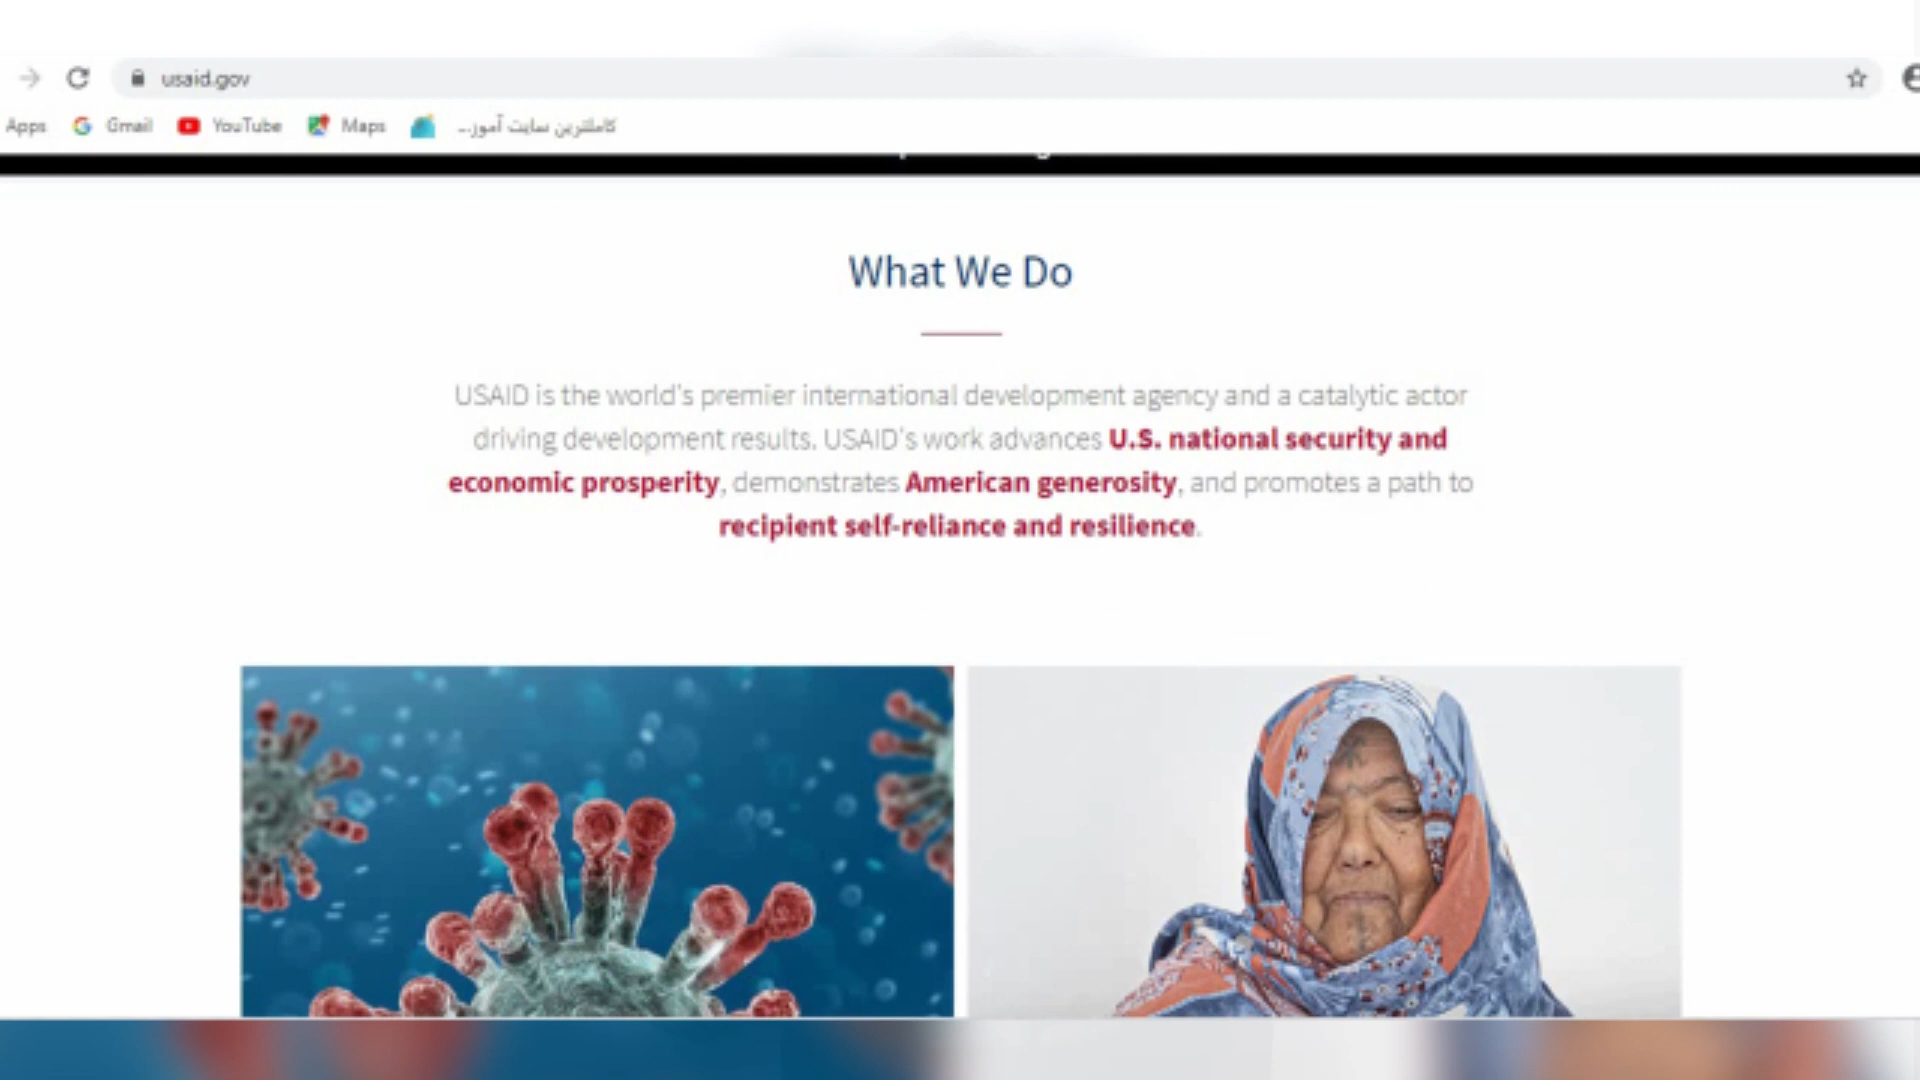 usaid.gov
Apps
Gmail
YouTube
Maps
کاملترین سایت آموز...
What We Do
USAID is the world's premier international development agency and a catalytic actor
driving development results. USAID's work advances U.S. national security and
economic prosperity, demonstrates American generosity, and promotes a path to
recipient self-reliance and resilience.